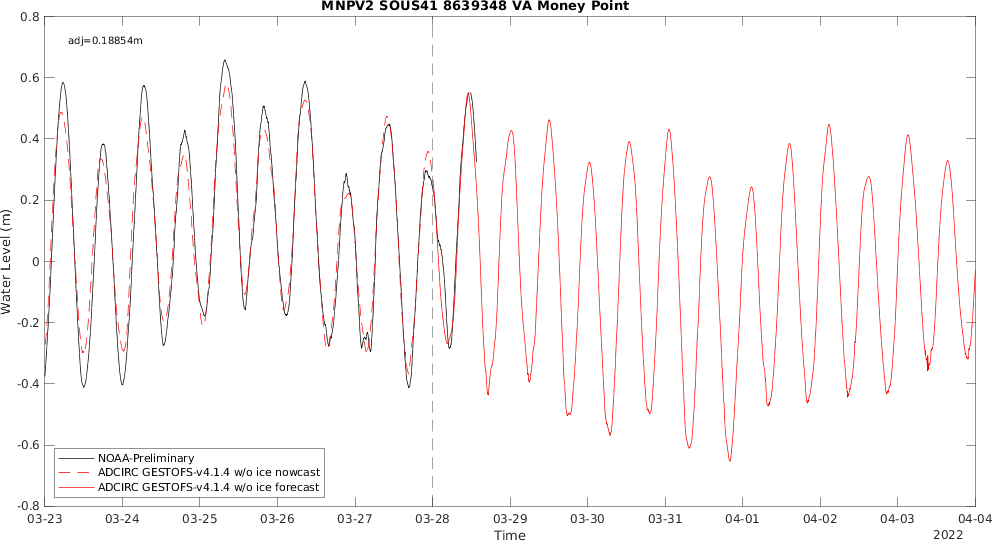 MNPV2 SOUS41 8639348 VA Money Point
adj=0.18854m
0.8
0.6
0.4
0.2
0
-0.2
-0.4
-0.6
-0.8
Water Level (m)
NOAA-Preliminary
ADCIRC GESTOFS-v4.1.4 w/o ice nowcast
ADCIRC GESTOFS-v4.1.4 w/o ice forecast
03-23 03-24 03-25 03-26 03-27 03-28 03-29 03-30 03-31 04-01 04-02 04-03 04-04
Time
2022